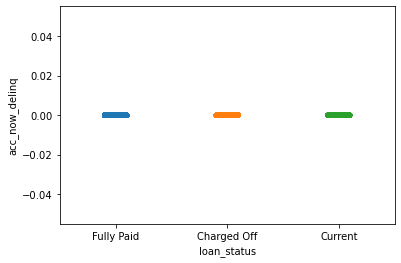 0.04
0.02
0.00
−0.02
−0.04
acc_now_delinq
Fully Paid
Charged Off
Current
loan_status